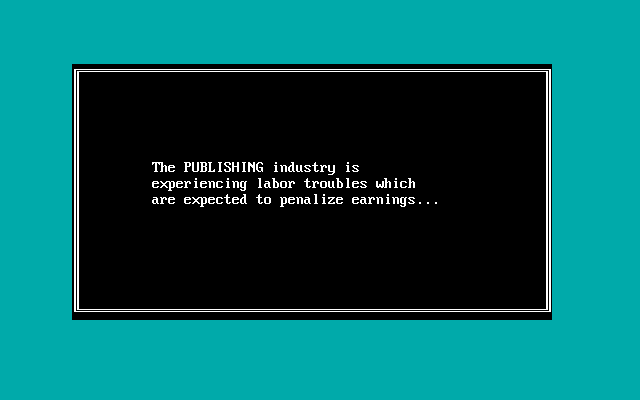 The PUBLISHING industry is
experiencing labor troubles which
are expected to penalize earnings...